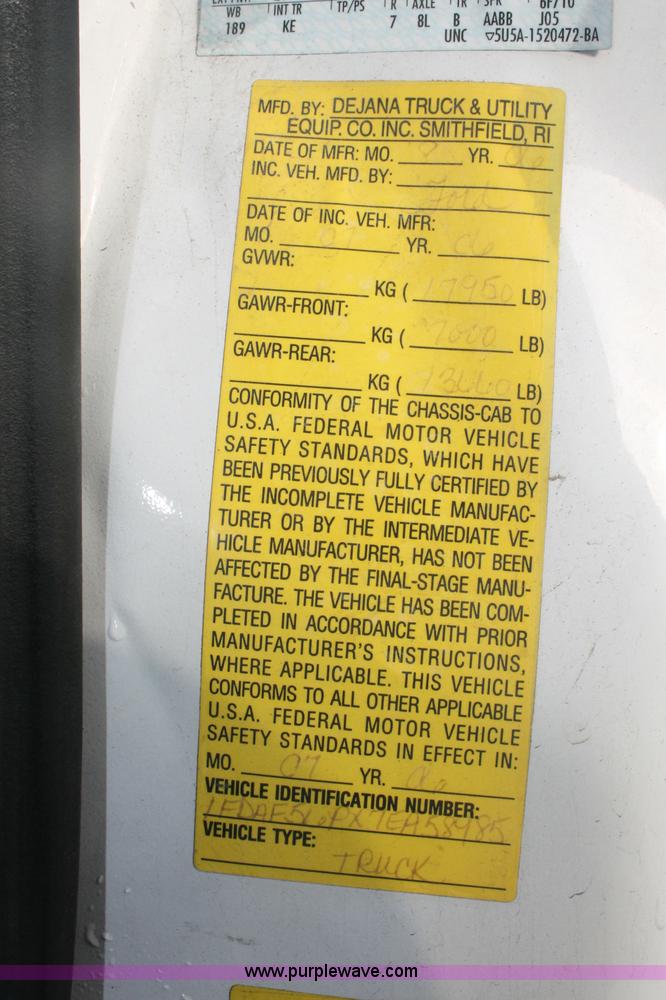 WB INT TR TP/PS R AXLE TR SPR 6F710
189 KE 7 8L B AABB J05
UNC ▽5U5A-1520472-BA
MFD. BY: DEJANA TRUCK & UTILITY
EQUIP. CO. INC. SMITHFIELD, RI
DATE OF MFR: MO. YR. 06
INC. VEH. MFD. BY:
Ford
DATE OF INC. VEH. MFR:
MO. 07 YR. 06
GVWR:
KG ( 17950 LB)
GAWR-FRONT:
KG ( 7000 LB)
GAWR-REAR:
KG ( 13660 LB)
CONFORMITY OF THE CHASSIS-CAB TO
U.S.A. FEDERAL MOTOR VEHICLE
SAFETY STANDARDS, WHICH HAVE
BEEN PREVIOUSLY FULLY CERTIFIED BY
THE INCOMPLETE VEHICLE MANUFAC-
TURER OR BY THE INTERMEDIATE VE-
HICLE MANUFACTURER, HAS NOT BEEN
AFFECTED BY THE FINAL-STAGE MANU-
FACTURE. THE VEHICLE HAS BEEN COM-
PLETED IN ACCORDANCE WITH PRIOR
MANUFACTURER'S INSTRUCTIONS,
WHERE APPLICABLE. THIS VEHICLE
CONFORMS TO ALL OTHER APPLICABLE
U.S.A. FEDERAL MOTOR VEHICLE
SAFETY STANDARDS IN EFFECT IN:
MO. 07 YR. 06
VEHICLE IDENTIFICATION NUMBER:
VEHICLE TYPE:
TRUCK
www.purplewave.com